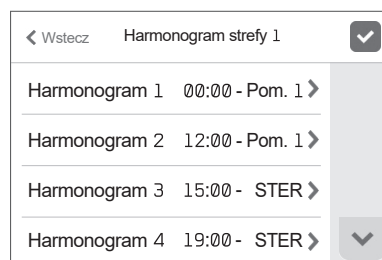 Wstecz Harmonogram strefy 1
Harmonogram 1 00:00 - Pom. 1
Harmonogram 2 12:00 - Pom. 1
Harmonogram 3 15:00 - STER
Harmonogram 4 19:00 - STER